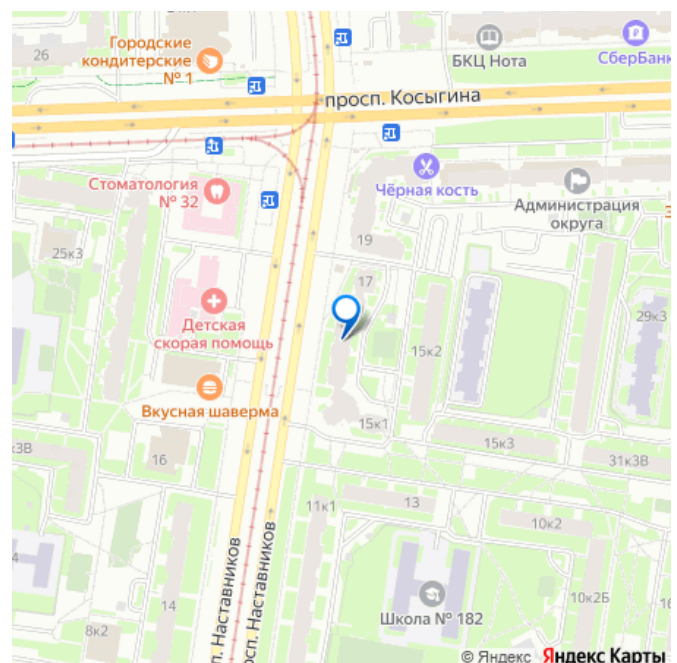 26
Городские
кондитерские
№ 1
БКЦ Нота
СберБанк
просп. Косыгина
Стоматология
№ 32
Чёрная кость
Администрация
округа
25к3
19
17
29к3
Детская
скорая помощь
15к2
Вкусная шаверма
15к1
15к3
31к3В
к3В
16
11к1
13
10к2
просп. Наставников
14
10к2Б
Школа № 182
8к2
© Яндекс Яндекс Карты